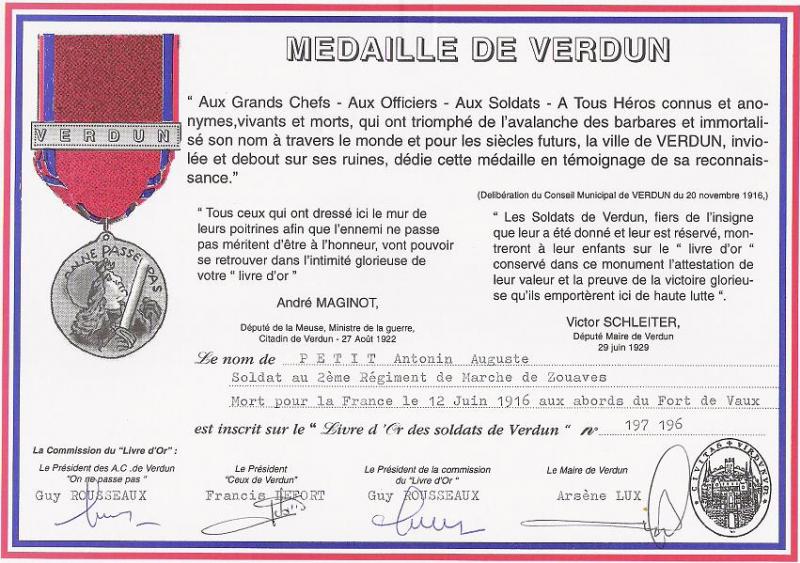 MEDAILLE DE VERDUN
VERDUN
ON NE PASSE PAS
" Aux Grands Chefs - Aux Officiers - Aux Soldats - A Tous Héros connus et ano-
nymes,vivants et morts, qui ont triomphé de l'avalanche des barbares et immortali-
sé son nom à travers le monde et pour les siècles futurs, la ville de VERDUN, invio-
lée et debout sur ses ruines, dédie cette médaille en témoignage de sa reconnais-
sance."
(Delibération du Conseil Municipal de VERDUN du 20 novembre 1916,)
" Tous ceux qui ont dressé ici le mur de
leurs poitrines afin que l'ennemi ne passe
pas méritent d'être à l'honneur, vont pouvoir
se retrouver dans l'intimité glorieuse de
votre " livre d'or "
André MAGINOT,
Député de la Meuse, Ministre de la guerre,
Citadin de Verdun - 27 Août 1922
" Les Soldats de Verdun, fiers de l'insigne
que leur a été donné et leur est réservé, mon-
treront à leur enfants sur le " livre d'or "
conservé dans ce monument l'attestation de
leur valeur et la preuve de la victoire glorieu-
se qu'ils emportèrent ici de haute lutte ".
Victor SCHLEITER,
Député Maire de Verdun
29 juin 1929
Le nom de PETIT Antonin Auguste
Soldat au 2ème Régiment de Marche de Zouaves
Mort pour la France le 12 Juin 1916 aux abords du Fort de Vaux
est inscrit sur le " Livre d'Or des soldats de Verdun " n° 197 196
La Commission du "Livre d'Or" :
Le Président des A.C .de Verdun
"On ne passe pas"
Guy ROUSSEAUX
Le Président
"Ceux de Verdun"
Francis LEFORT
Le Président de la commission
du "Livre d'Or "
Guy ROUSSEAUX
Le Maire de Verdun
Arsène LUX
CIVITAS VIRDUNUM